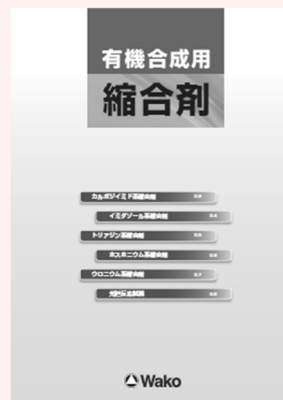 有機合成用
縮合剤
カルボジイミド系縮合剤
イミダゾール系縮合剤
トリアジン系縮合剤
ホスホニウム系縮合剤
ウロニウム系縮合剤
Wako